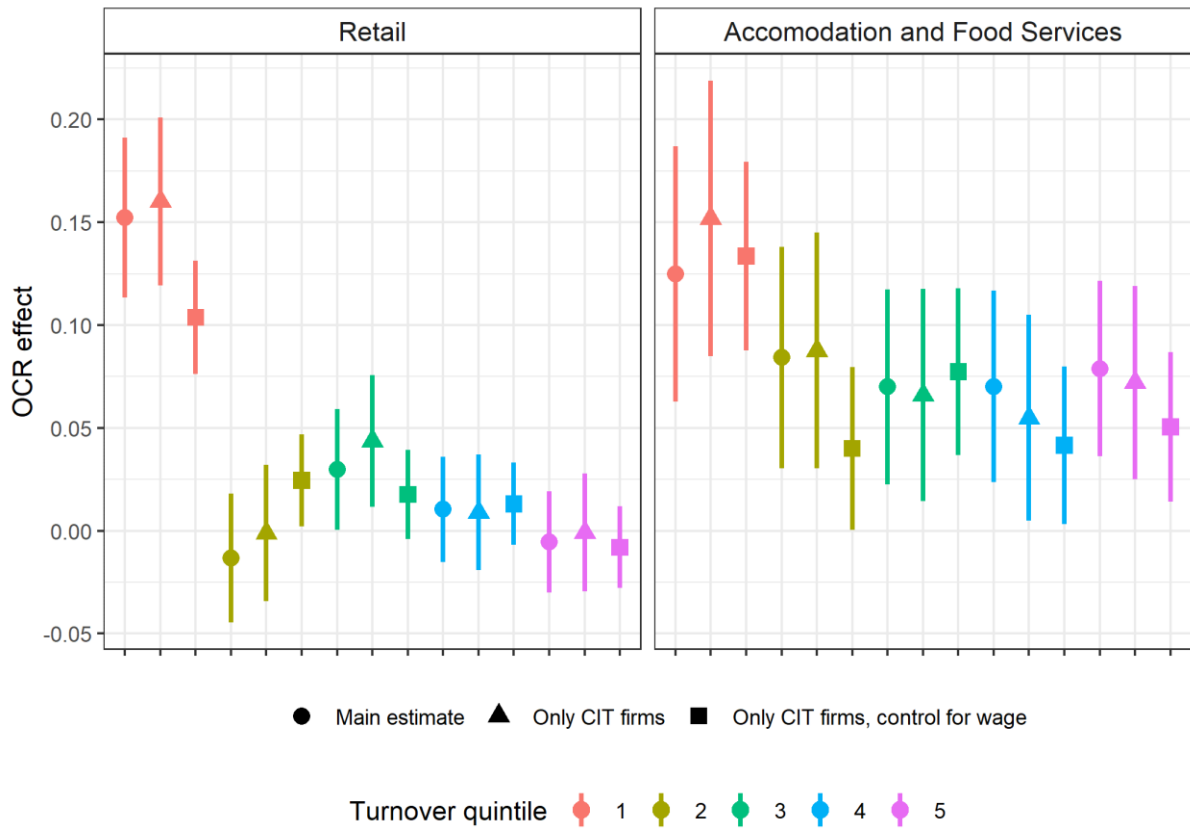 Retail
Accomodation and Food Services
OCR effect
0.20
0.15
0.10
0.05
0.00
-0.05
Main estimate
Only CIT firms
Only CIT firms, control for wage
Turnover quintile 1 2 3 4 5